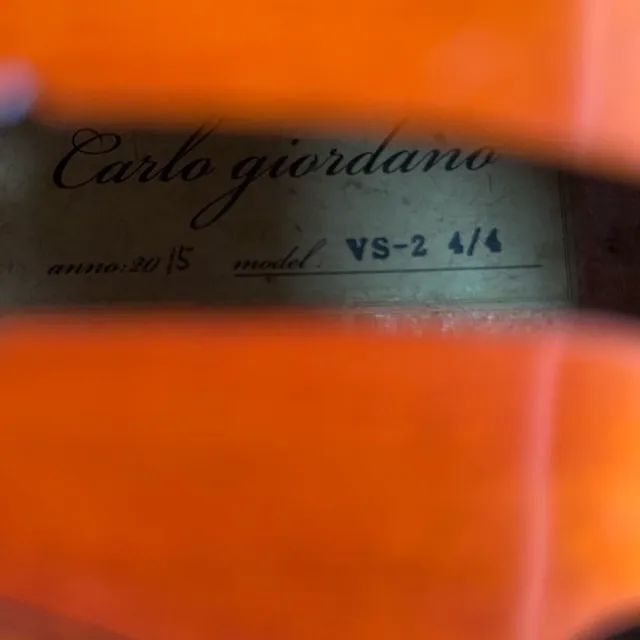 Carlo giordano
anno:2015 model: VS-2 4/4